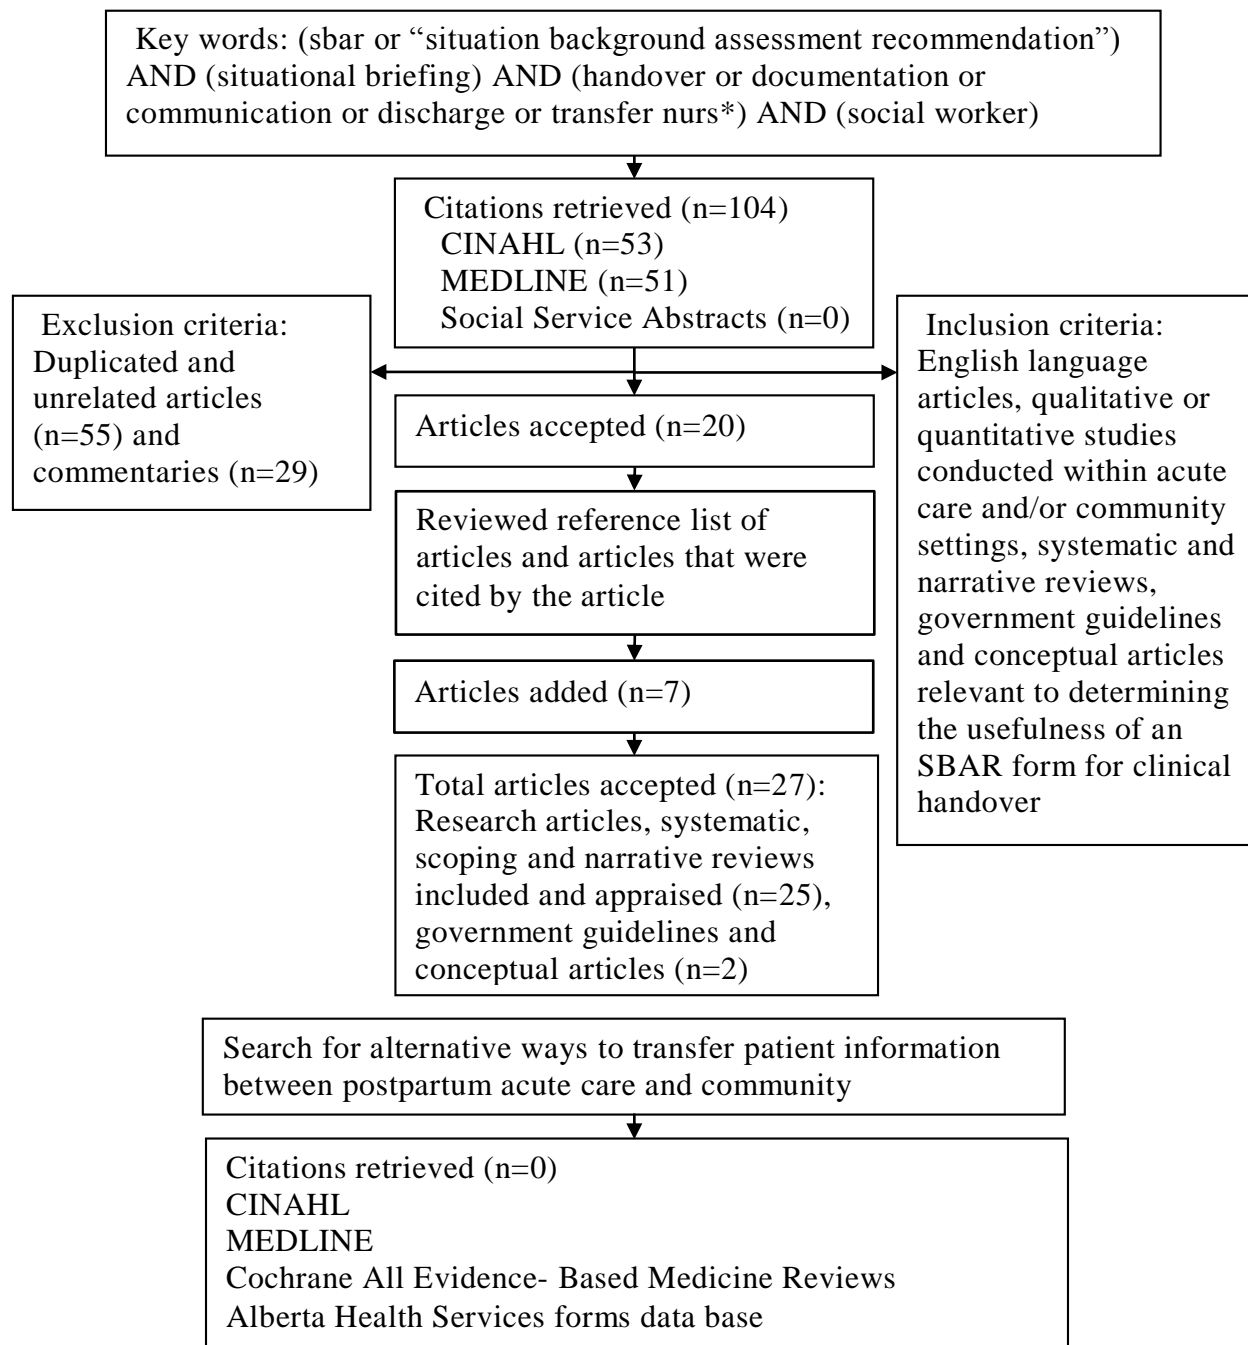 Key words: (sbar or “situation background assessment recommendation”)
AND (situational briefing) AND (handover or documentation or
communication or discharge or transfer nurs*) AND (social worker)
Citations retrieved (n=104)
CINAHL (n=53)
MEDLINE (n=51)
Social Service Abstracts (n=0)
Exclusion criteria:
Duplicated and
unrelated articles
(n=55) and
commentaries (n=29)
Inclusion criteria:
English language
articles, qualitative or
quantitative studies
conducted within acute
care and/or community
settings, systematic and
narrative reviews,
government guidelines
and conceptual articles
relevant to determining
the usefulness of an
SBAR form for clinical
handover
Articles accepted (n=20)
Reviewed reference list of
articles and articles that were
cited by the article
Articles added (n=7)
Total articles accepted (n=27):
Research articles, systematic,
scoping and narrative reviews
included and appraised (n=25),
government guidelines and
conceptual articles (n=2)
Search for alternative ways to transfer patient information
between postpartum acute care and community
Citations retrieved (n=0)
CINAHL
MEDLINE
Cochrane All Evidence- Based Medicine Reviews
Alberta Health Services forms data base